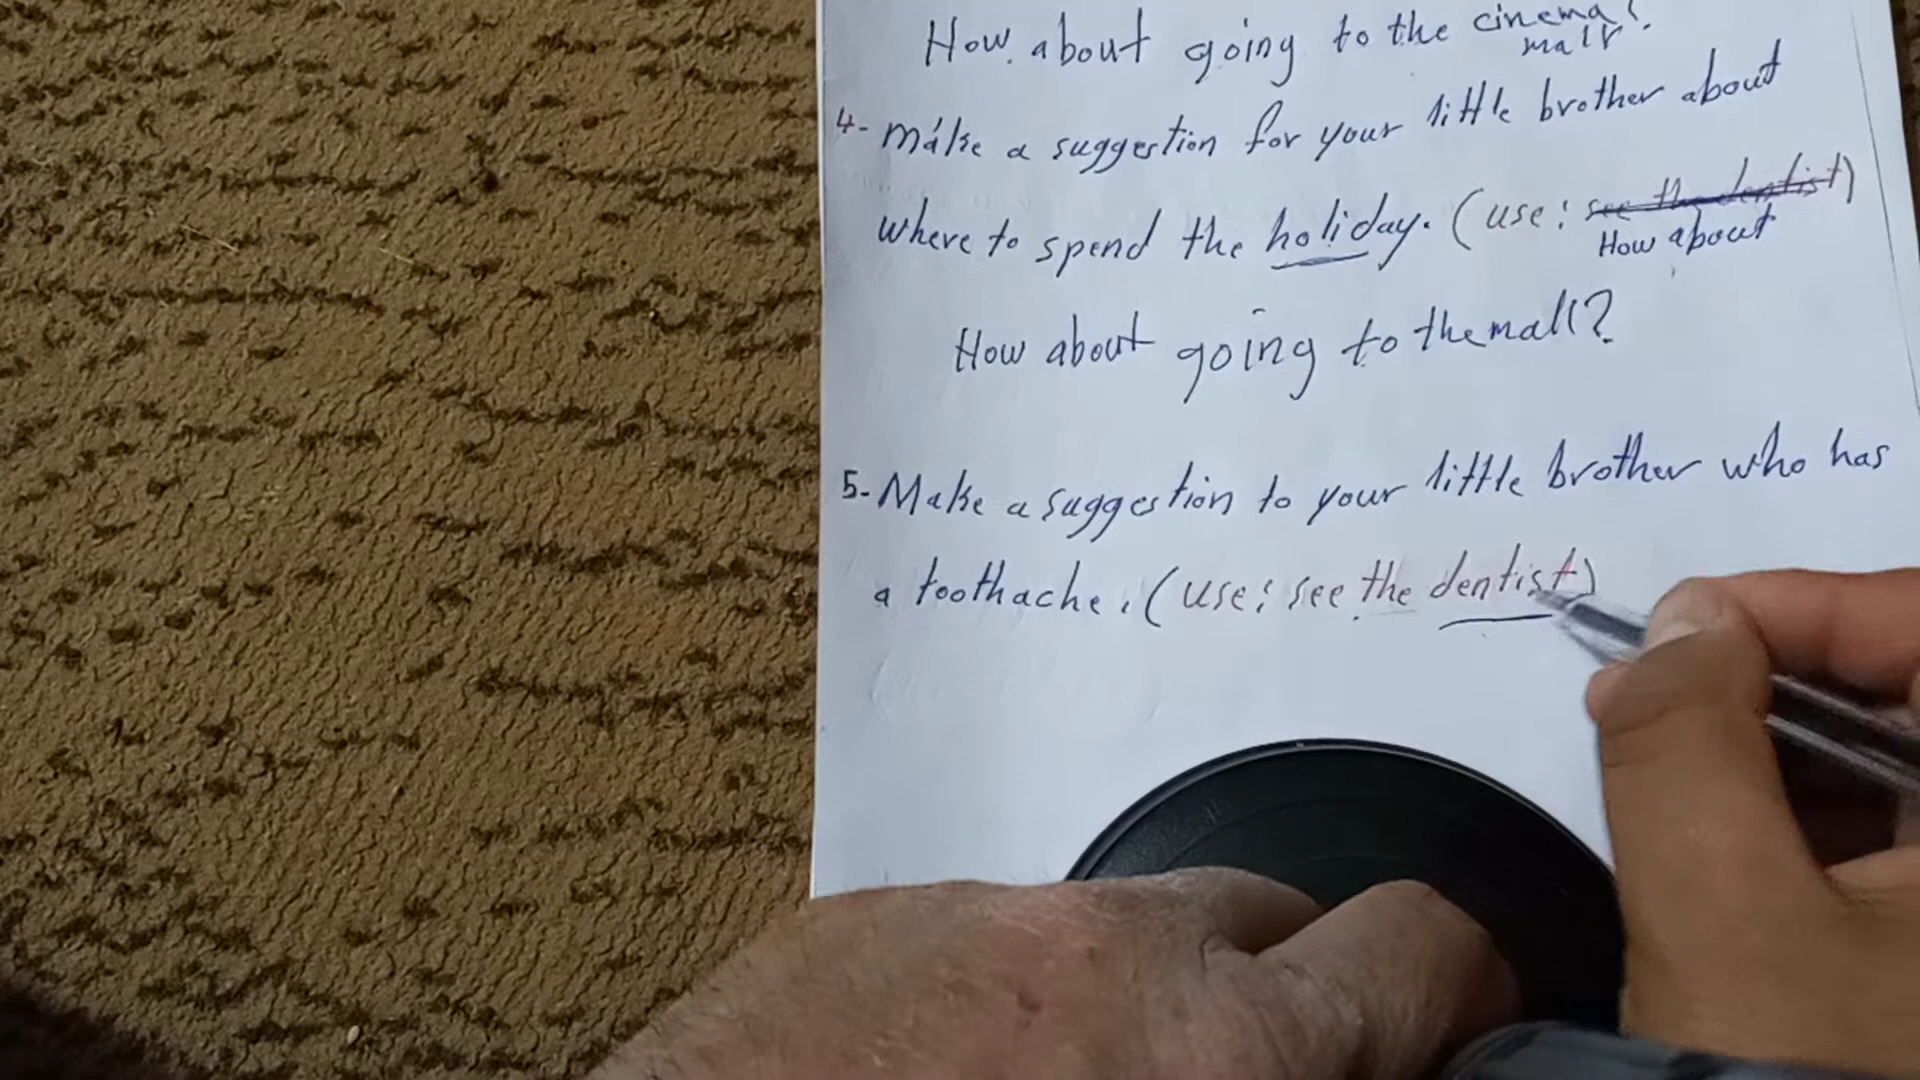 How about going to the cinema?
mall
4- make a suggestion for your little brother about
where to spend the holiday. (use: see the dentist)
How about
How about going to the mall?
5- Make a suggestion to your little brother who has
a toothache. (use: see the dentist)